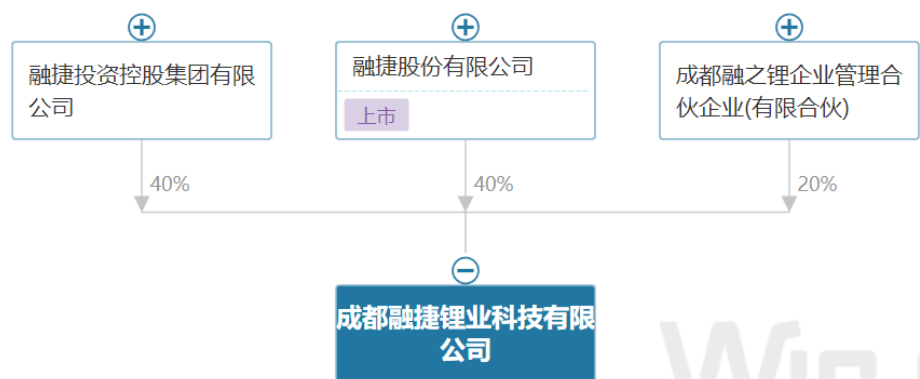 融捷投资控股集团有限
公司
融捷股份有限公司
上市
成都融之锂企业管理合
伙企业(有限合伙)
40%
40%
20%
成都融捷锂业科技有限
公司
Win